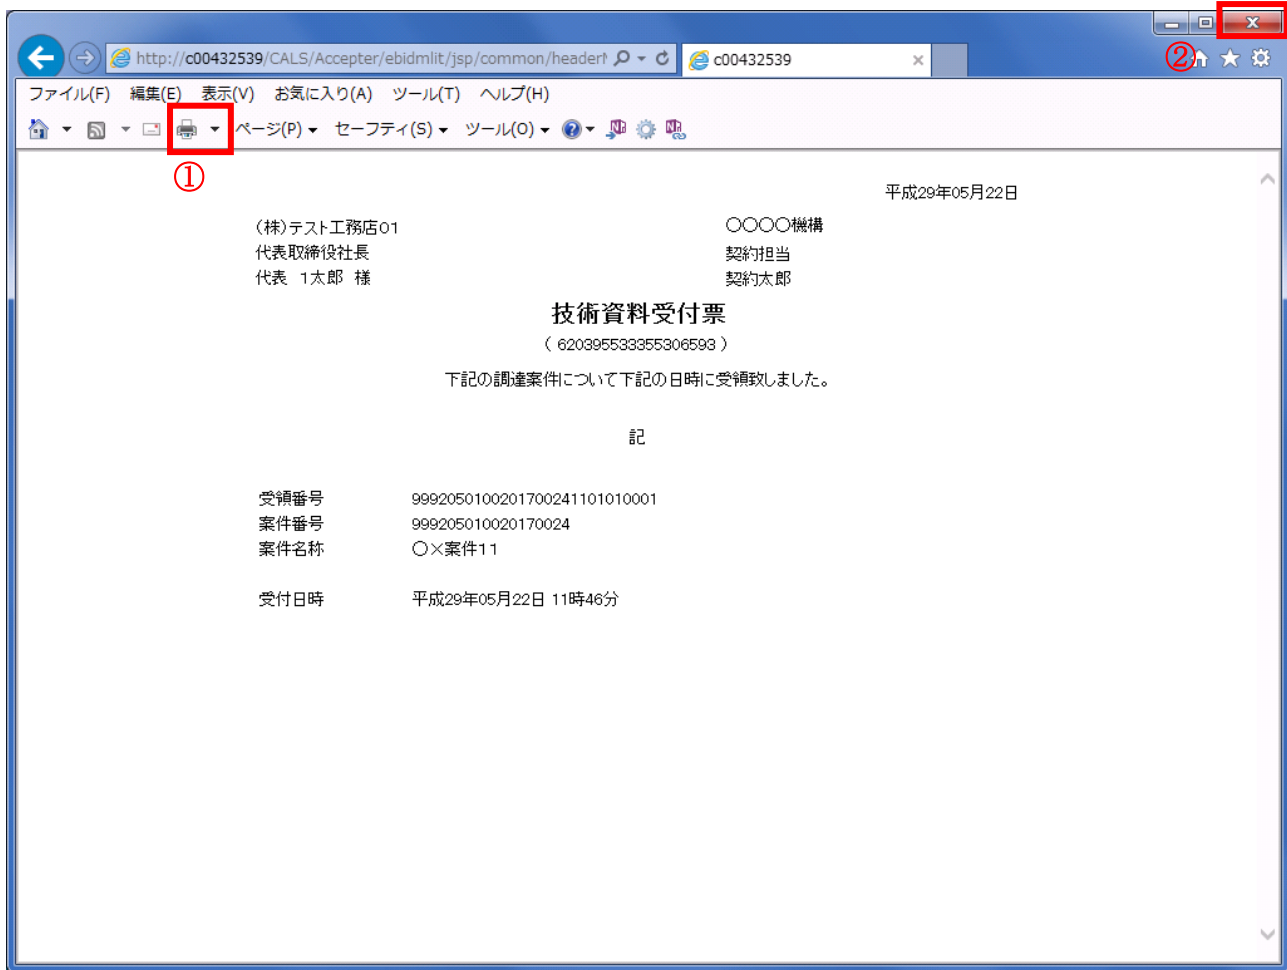 ②
http://c00432539/CALS/Accepter/ebidmlit/jsp/common/header
c00432539
ファイル(F) 編集(E) 表示(V) お気に入り(A) ツール(T) ヘルプ(H)
ページ(P) セーフティ(S) ツール(O)
①
平成29年05月22日
(株)テスト工務店01
○○○○機構
代表取締役社長
契約担当
代表 1太郎 様
契約太郎
技術資料受付票
( 620395533355306593 )
下記の調達案件について下記の日時に受領致しました。
記
受領番号 9992050100201700241101010001
案件番号 999205010020170024
案件名称 ○×案件11
受付日時 平成29年05月22日 11時46分